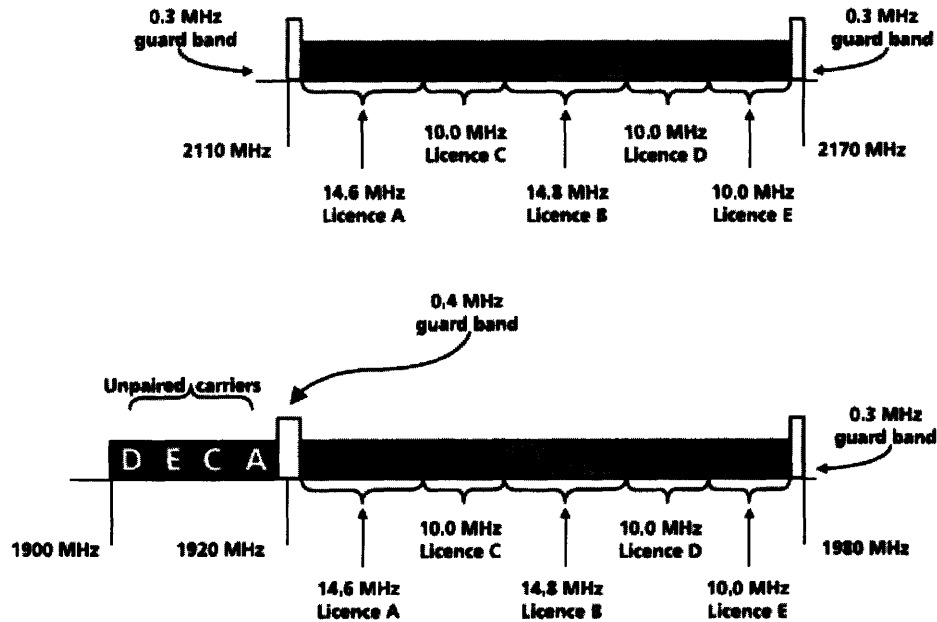 0.3 MHz
guard band
0.3 MHz
guard band
2110 MHz
10.0 MHz
Licence C
10.0 MHz
Licence D
2170 MHz
14.6 MHz
Licence A
14.8 MHz
Licence B
10.0 MHz
Licence E
0.4 MHz
guard band
Unpaired carriers
0.3 MHz
guard band
D E C A
1900 MHz
1920 MHz
10.0 MHz
Licence C
10.0 MHz
Licence D
1980 MHz
14.6 MHz
Licence A
14.8 MHz
Licence B
10.0 MHz
Licence E